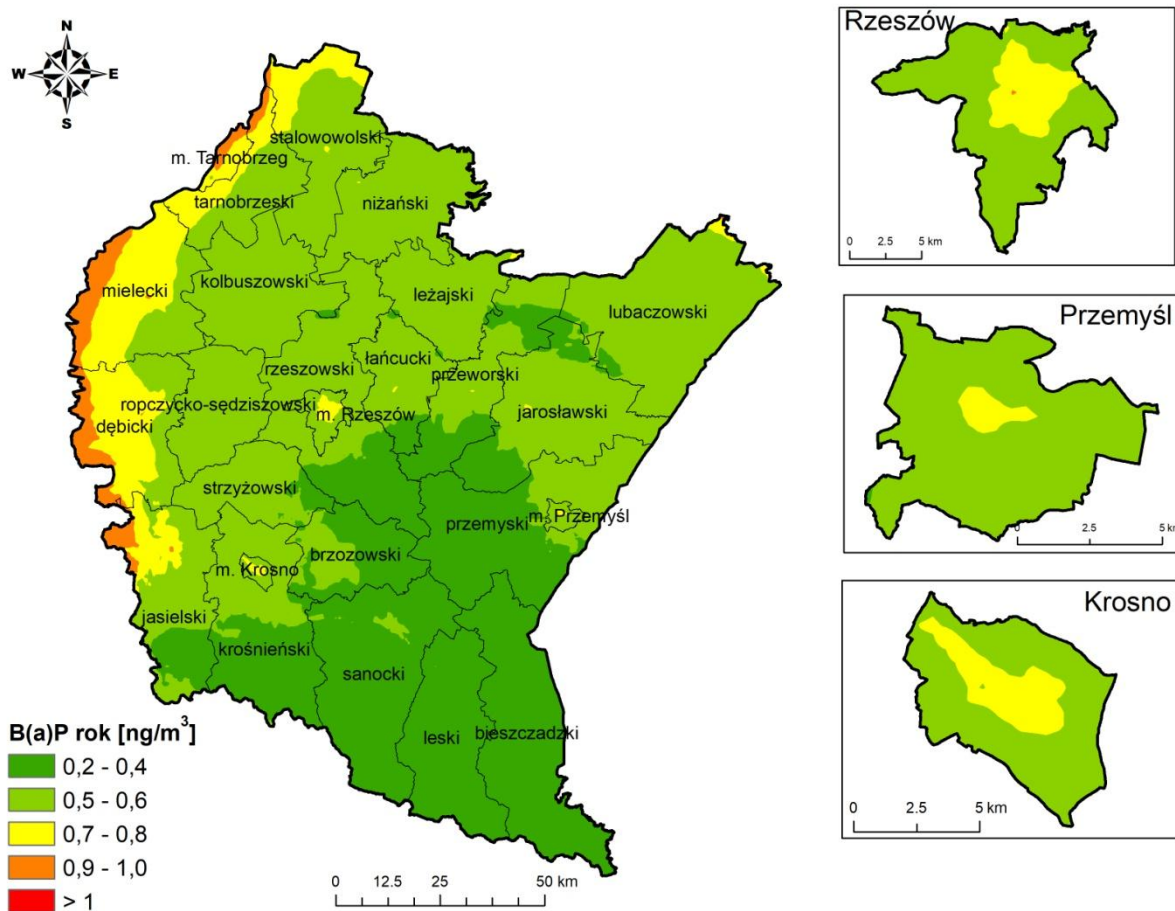 N
W E
S
stalowowolski
m. Tarnobrzeg
tarnobrzeski
niżański
mielecki
kolbuszowski
leżajski
lubaczowski
rzeszowski
łańcucki
przeworski
ropczycko-sędziszowski
m. Rzeszów
jarosławski
dębicki
strzyżowski
przemyski
m. Przemyśl
brzozowski
m. Krosno
jasielski
krośnieński
sanocki
leski
bieszczadzki
B(a)P rok [ng/m³]
0,2 - 0,4
0,5 - 0,6
0,7 - 0,8
0,9 - 1,0
> 1
0 12.5 25 50 km
Rzeszów
0 2.5 5 km
Przemyśl
0 2.5 5 km
Krosno
0 2.5 5 km